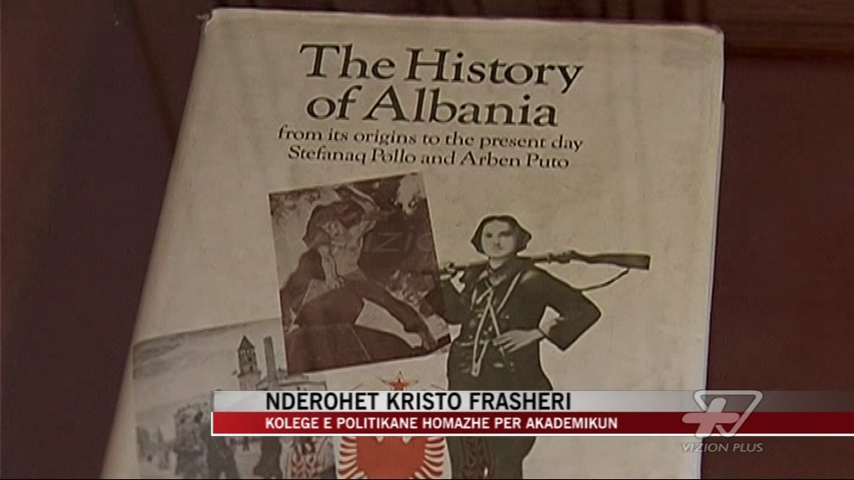 The History
of Albania
from its origins to the present day
Stefanaq Pollo and Arben Puto
VIZION
NDEROHET KRISTO FRASHERI
KOLEGE E POLITIKANE HOMAZHE PER AKADEMIKUN
VIZION PLUS